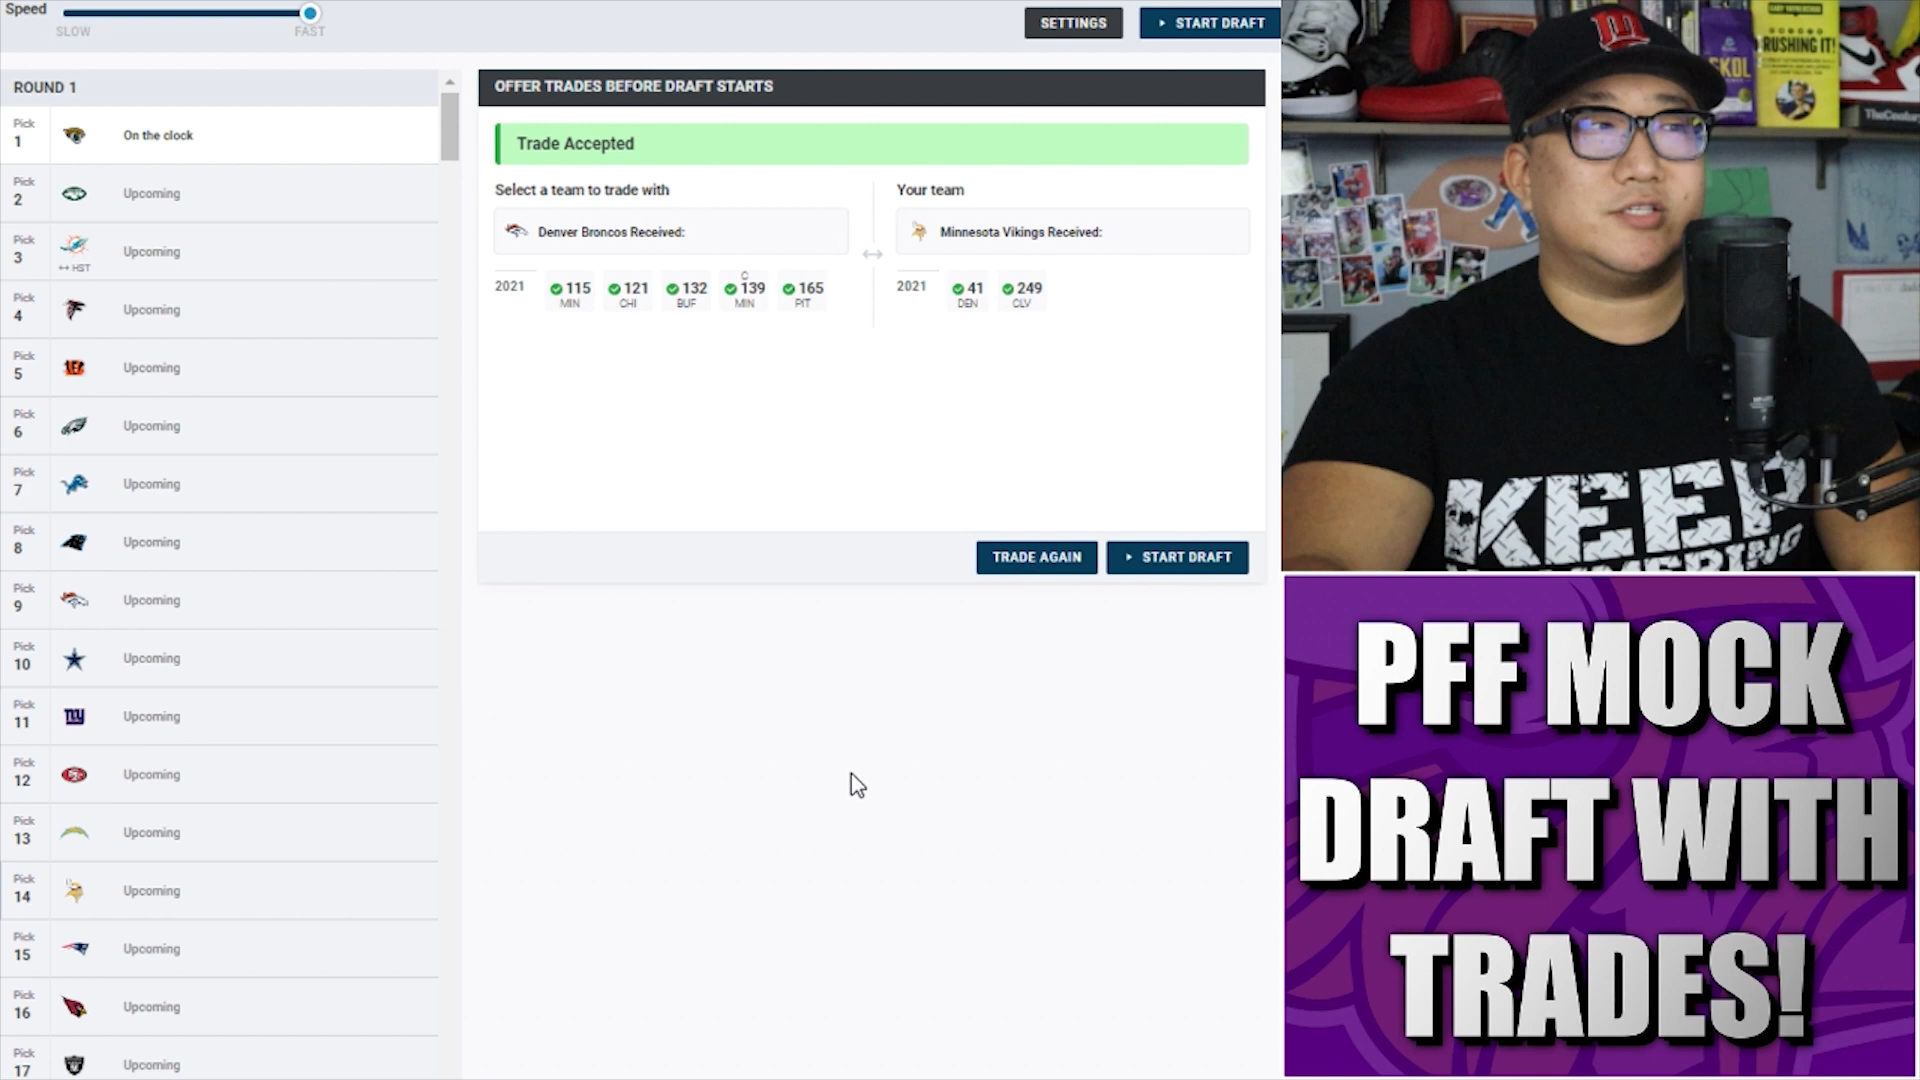 Speed
SLOW
FAST
SETTINGS
START DRAFT
ROUND 1
Pick 1
On the clock
Pick 2
Upcoming
Pick 3
HST
Upcoming
Pick 4
Upcoming
Pick 5
Upcoming
Pick 6
Upcoming
Pick 7
Upcoming
Pick 8
Upcoming
Pick 9
Upcoming
Pick 10
Upcoming
Pick 11
Upcoming
Pick 12
Upcoming
Pick 13
Upcoming
Pick 14
Upcoming
Pick 15
Upcoming
Pick 16
Upcoming
Pick 17
Upcoming
OFFER TRADES BEFORE DRAFT STARTS
Trade Accepted
Select a team to trade with
Your team
Denver Broncos Received:
Minnesota Vikings Received:
2021
115 MIN
121 CHI
132 BUF
C 139 MIN
165 PIT
2021
41 DEN
249 CLV
TRADE AGAIN
START DRAFT
SKOL
RUSHING IT!
KEEP
PFF MOCK
DRAFT WITH
TRADES!